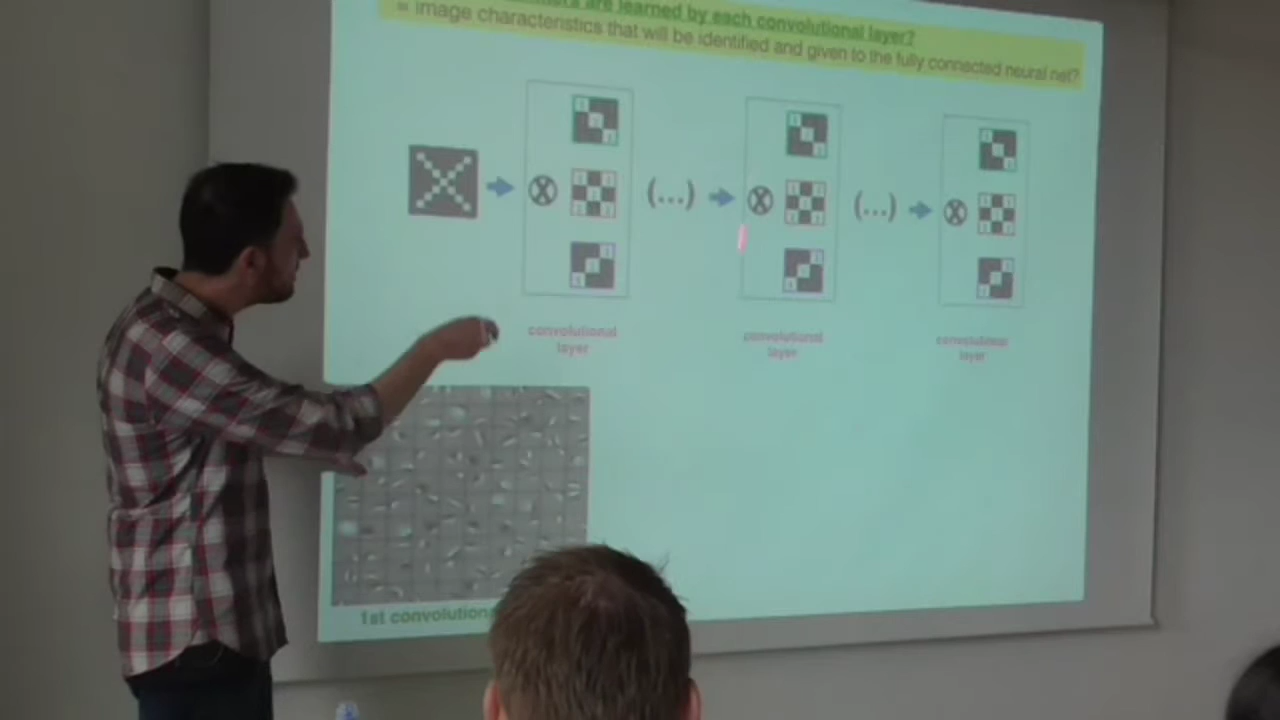 are learned by each convolutional layer?
= image characteristics that will be identified and given to the fully connected neural net?
(...)
(...)
convolutional
layer
convolutional
layer
convolutional
layer
1st convolutional